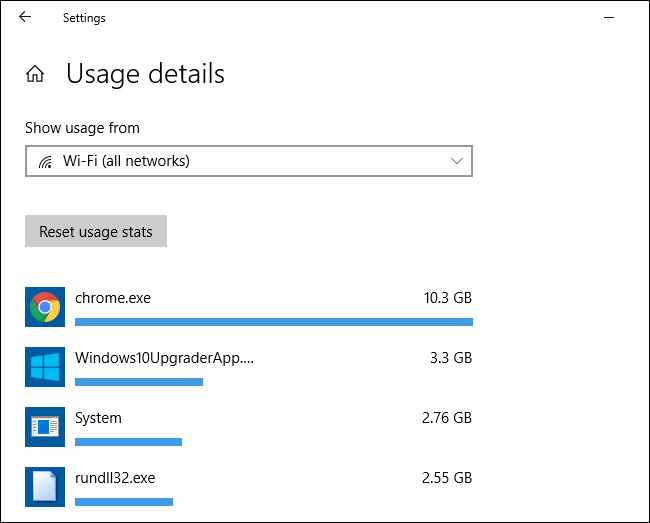 Settings
Usage details
Show usage from
Wi-Fi (all networks)
Reset usage stats
chrome.exe 10.3 GB
Windows10UpgraderApp.... 3.3 GB
System 2.76 GB
rundll32.exe 2.55 GB